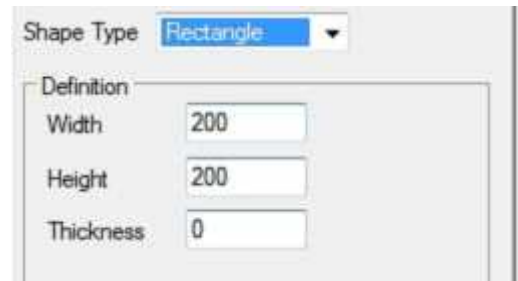 Shape Type Rectangle
Definition
Width 200
Height 200
Thickness 0